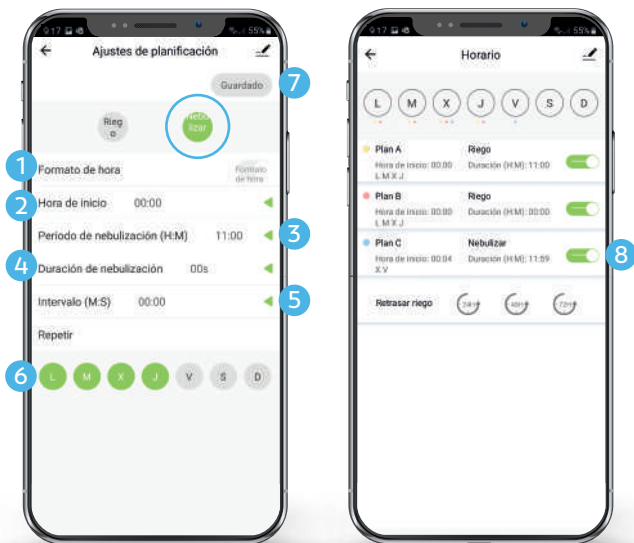 9:17
55%
Ajustes de planificación
Guardado
7
Rieg
o
Nebu
lizar
1
Formato de hora
Formato
de hora
2
Hora de inicio 00:00
Periodo de nebulización (H:M) 11:00
3
4
Duración de nebulización 00s
Intervalo (M:S) 00:00
5
Repetir
6
L M X J V S D
9:17
55%
Horario
L M X J V S D
Plan A Riego
Hora de inicio: 00:00 Duración (H:M): 11:00
L M X J
Plan B Riego
Hora de inicio: 00:00 Duración (H:M): 00:00
L M X J
Plan C Nebulizar
Hora de inicio: 00:04 Duración (H:M): 11:59
X V
8
Retrasar riego 24H 48H 72H